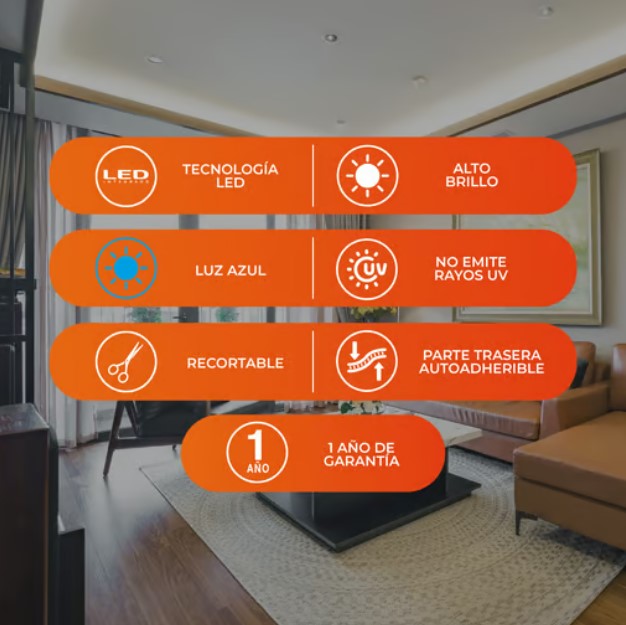 LED
INTEGRADO
TECNOLOGÍA
LED
ALTO
BRILLO
LUZ AZUL
UV
NO EMITE
RAYOS UV
RECORTABLE
PARTE TRASERA
AUTOADHERIBLE
1
AÑO
1 AÑO DE
GARANTÍA